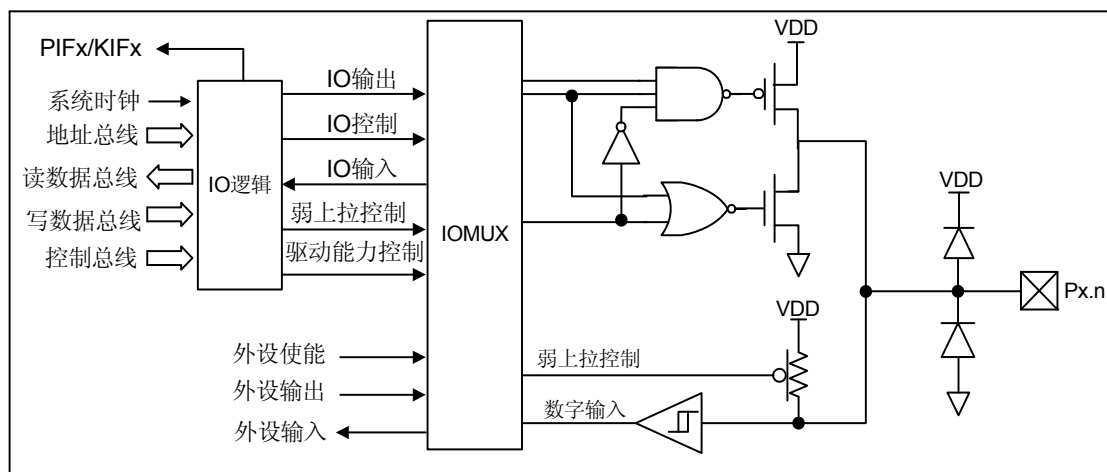 PIFx/KIFx
系统时钟
地址总线
读数据总线
写数据总线
控制总线
IO逻辑
IO输出
IO控制
IO输入
弱上拉控制
驱动能力控制
外设使能
外设输出
外设输入
IOMUX
VDD
弱上拉控制
数字输入
VDD
VDD
Px.n